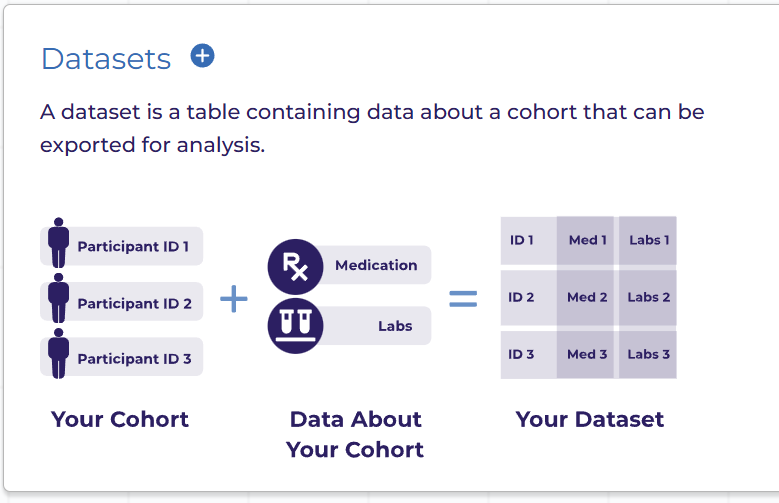 Datasets
A dataset is a table containing data about a cohort that can be
exported for analysis.
Participant ID 1
Participant ID 2
Participant ID 3
+
Rx
Medication
Labs
=
ID 1 Med 1 Labs 1
ID 2 Med 2 Labs 2
ID 3 Med 3 Labs 3
Your Cohort
Data About
Your Cohort
Your Dataset